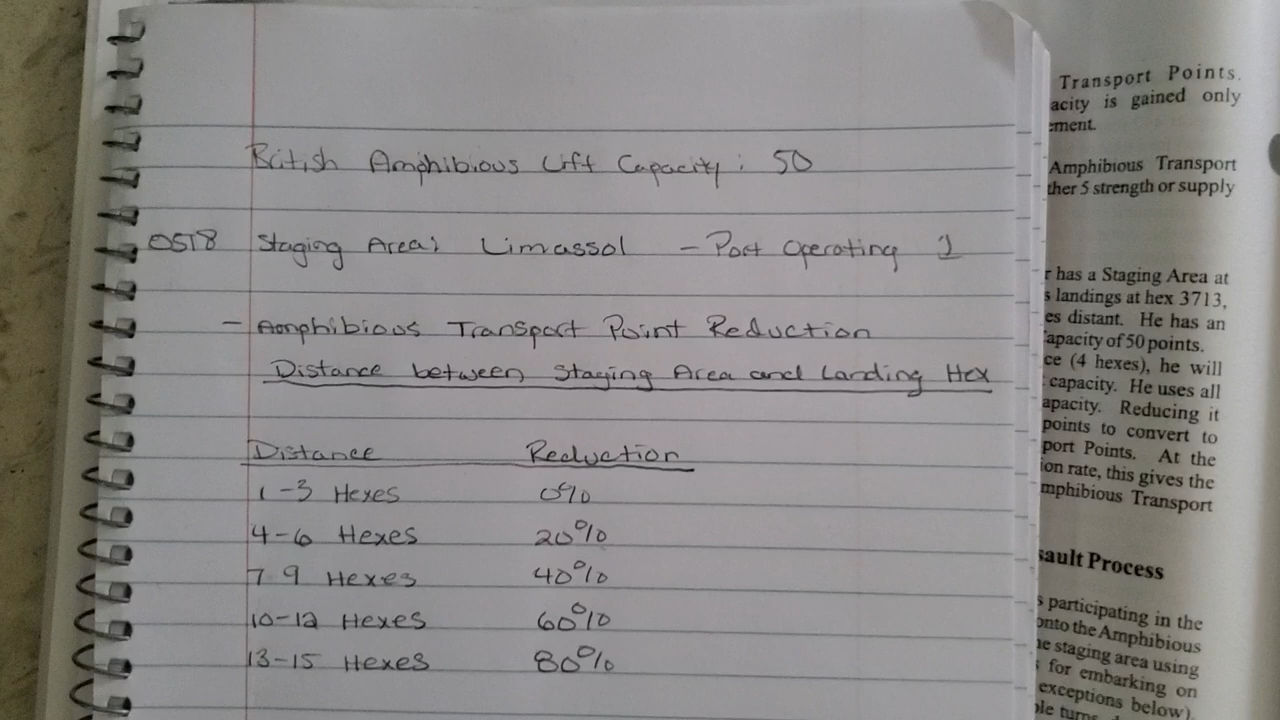 British Amphibious Lift Capacity: 50
0518 Staging Area: Limassol - Port Operating 1
- Amphibious Transport Point Reduction
Distance between Staging Area and Landing Hex
Distance Reduction
1-3 Hexes 0%
4-6 Hexes 20%
7 9 Hexes 40%
10-12 Hexes 60%
13-15 Hexes 80%
Transport Points.
acity is gained only
ement.
Amphibious Transport
ther 5 strength or supply
r has a Staging Area at
s landings at hex 3713,
es distant. He has an
apacity of 50 points.
ce (4 hexes), he will
capacity. He uses all
apacity. Reducing it
points to convert to
port Points. At the
ion rate, this gives the
mphibious Transport
sault Process
s participating in the
onto the Amphibious
he staging area using
s for embarking on
exceptions below).